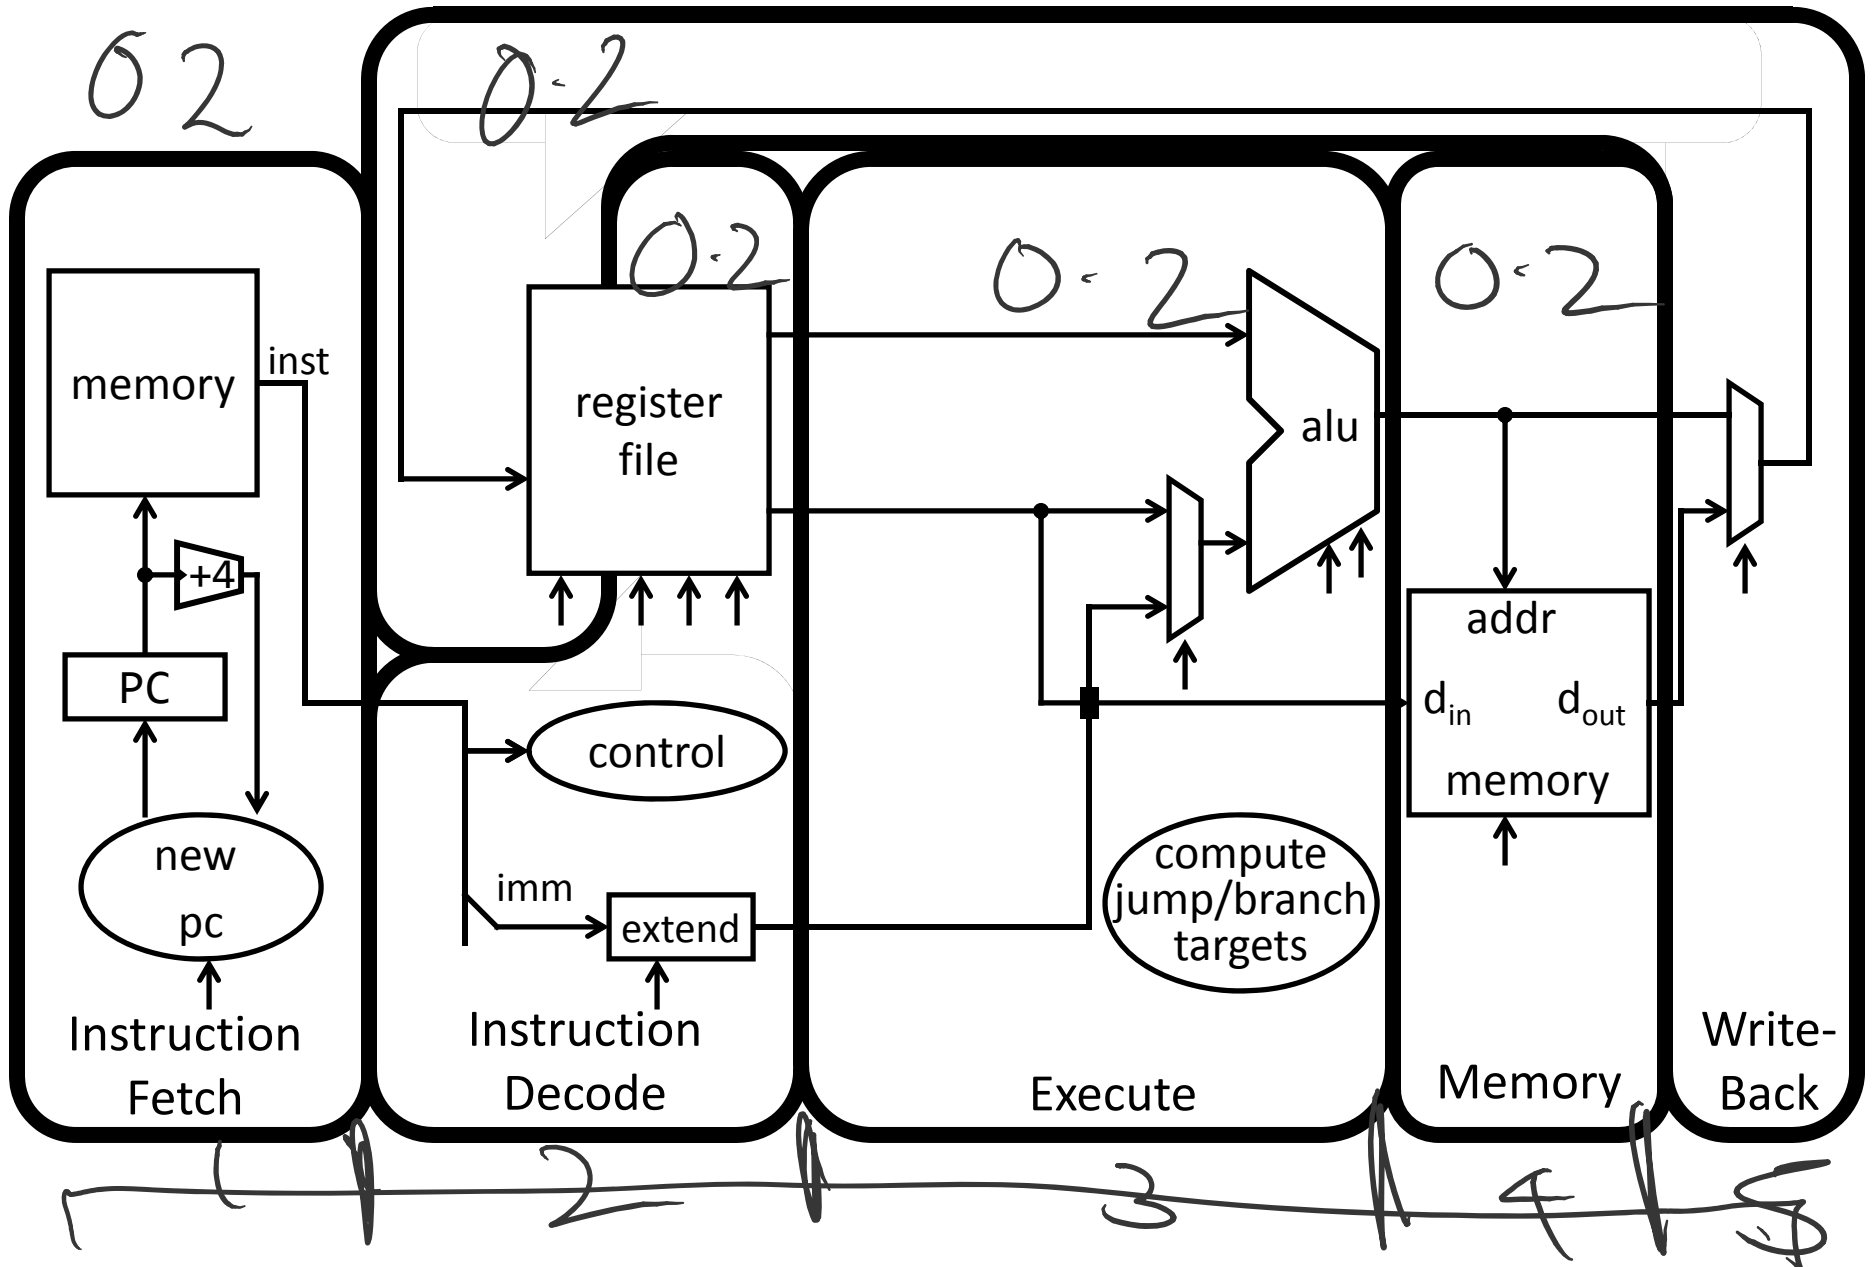 02
0.2
0.2
0.2
0.2
memory
inst
+4
PC
new
pc
Instruction
Fetch
register
file
control
imm
extend
Instruction
Decode
alu
compute
jump/branch
targets
Execute
addr
din
dout
memory
Memory
Write-
Back
1
2
3
4
5